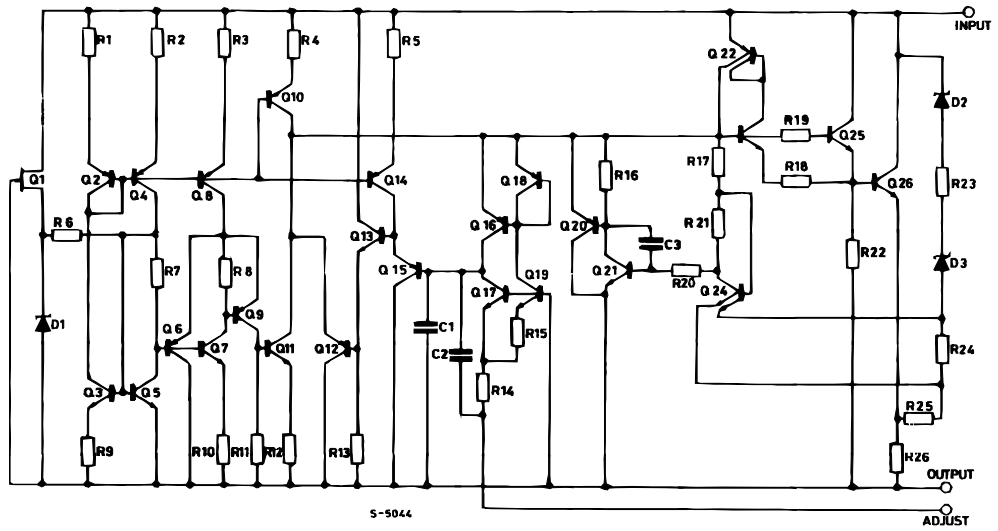 INPUT
R1 R2 R3 R4 R5
Q22
D2
Q10
R19
Q25
R17 R18
Q1 Q2 Q4 Q8 Q14 Q18 R16 Q26 R23
R6 Q13 Q16 Q20 C3 R21 R22
R7 R8 Q15 Q19 Q21 R20 Q24 D3
Q17
D1 Q6 Q9 C1 R15
Q7 Q11 Q12 C2 R24
Q3 Q5 R14
R25
R9 R10 R11 R12 R13 R26
OUTPUT
S-5044
ADJUST